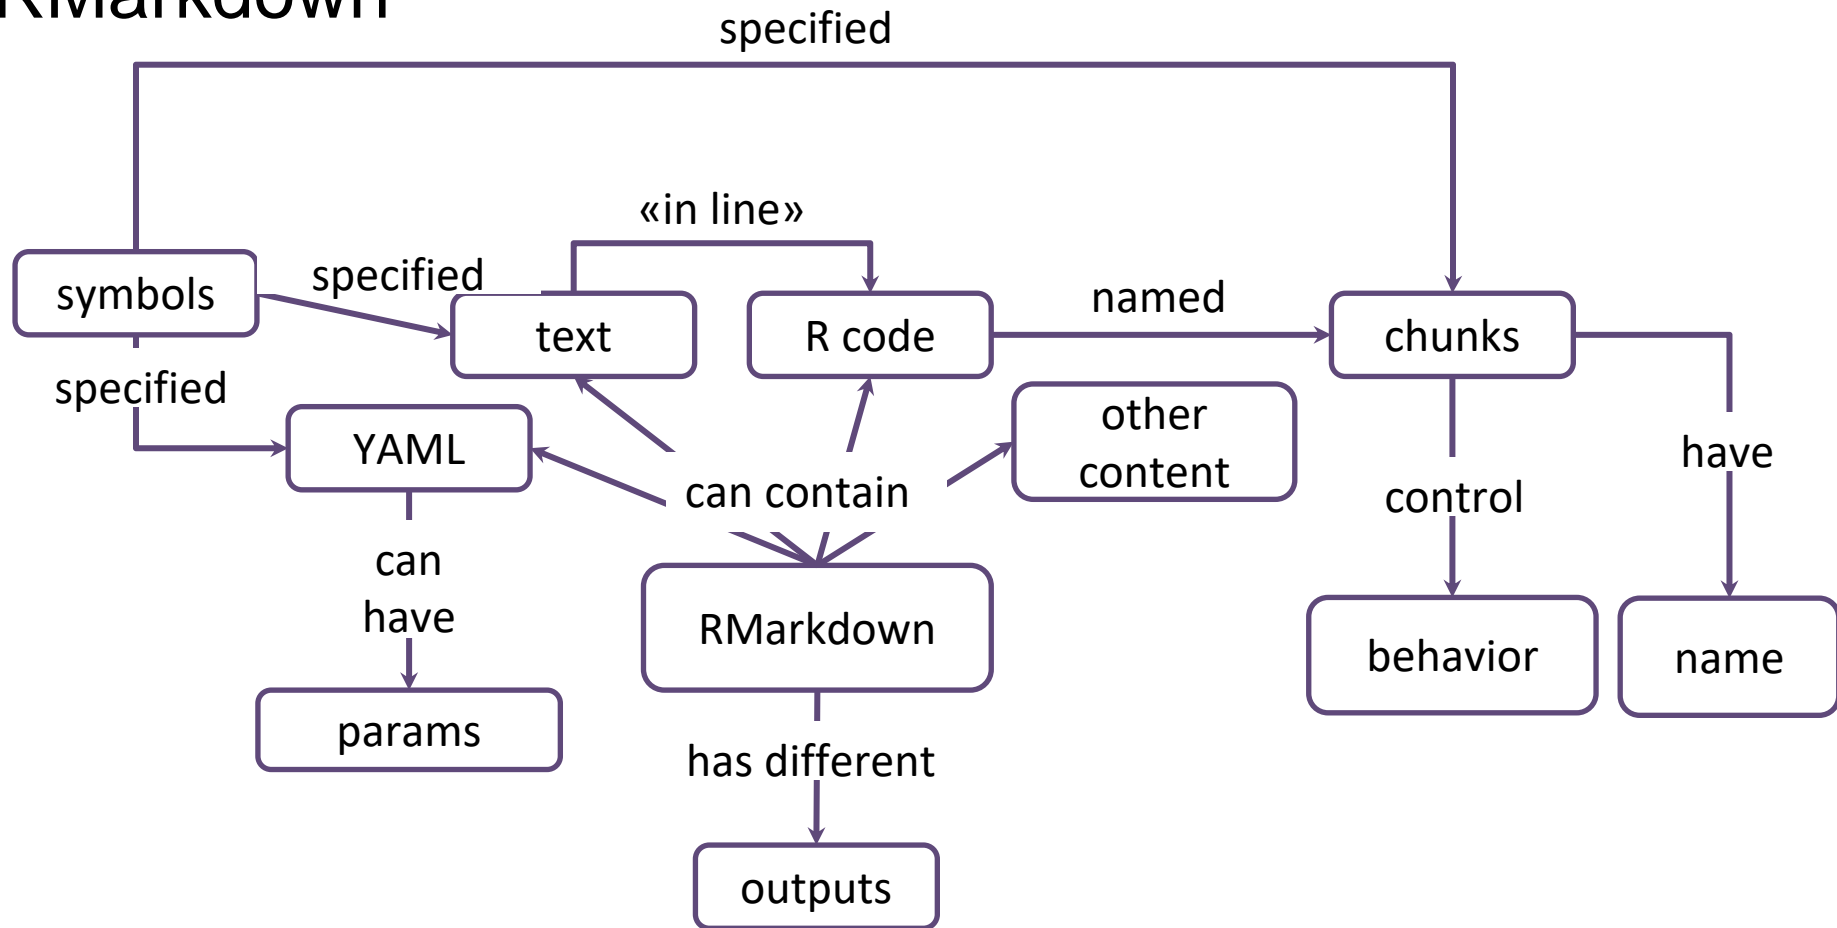 RMarkdown
specified
«in line»
symbols
specified
text
R code
named
chunks
specified
YAML
can contain
other
content
control
have
can
have
RMarkdown
behavior
name
params
has different
outputs